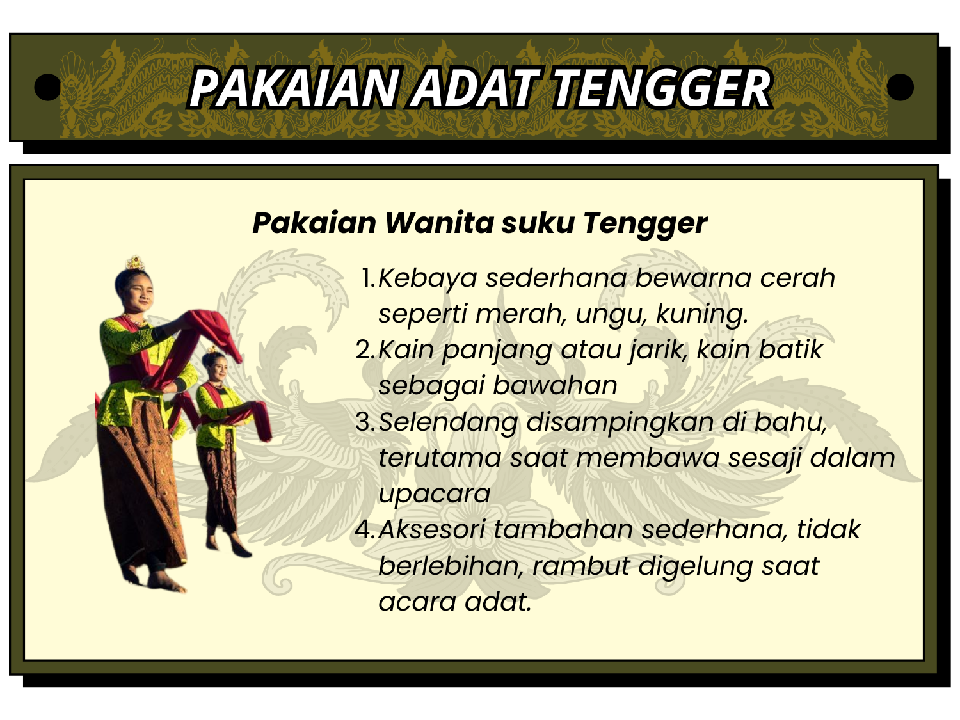 PAKAIAN ADAT TENGGER
Pakaian Wanita suku Tengger
1. Kebaya sederhana bewarna cerah
seperti merah, ungu, kuning.
2. Kain panjang atau jarik, kain batik
sebagai bawahan
3. Selendang disampingkan di bahu,
terutama saat membawa sesaji dalam
upacara
4. Aksesori tambahan sederhana, tidak
berlebihan, rambut digelung saat
acara adat.